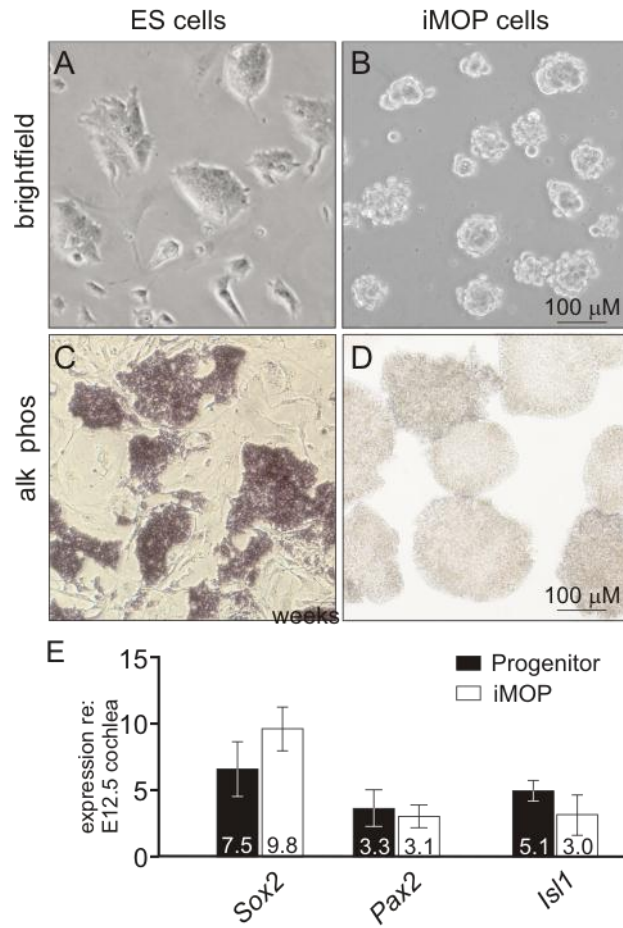 ES cells
iMOP cells
brightfield
A
B
100 µM
alk phos
C
D
weeks
100 µM
E
expression re:
E12.5 cochlea
15
10
5
0
Progenitor
iMOP
7.5
9.8
3.3
3.1
5.1
3.0
Sox2
Pax2
Isl1